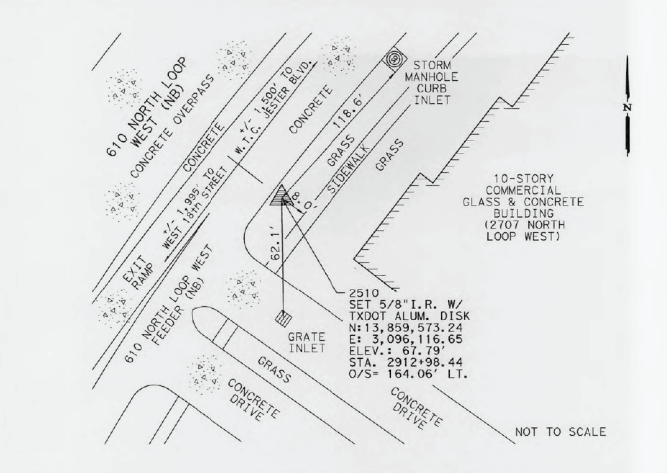 610 NORTH LOOP
WEST (NB)
CONCRETE OVERPASS
CONCRETE
+/- 1,500' TO
W.T.C. JESTER BLVD.
CONCRETE
118.6'
STORM
MANHOLE
CURB
INLET
GRASS
SIDEWALK
GRASS
N
10-STORY
COMMERCIAL
GLASS & CONCRETE
BUILDING
(2707 NORTH
LOOP WEST)
+/- 1,995' TO
WEST 18th STREET
8.0'
62.1'
EXIT
RAMP
610 NORTH LOOP WEST
FEEDER (NB)
2510
SET 5/8" I.R. W/
TXDOT ALUM. DISK
N:13,859,573.24
E: 3,096,116.65
ELEV.: 67.79'
STA. 2912+98.44
O/S= 164.06' LT.
GRATE
INLET
GRASS
CONCRETE
DRIVE
CONCRETE
DRIVE
NOT TO SCALE